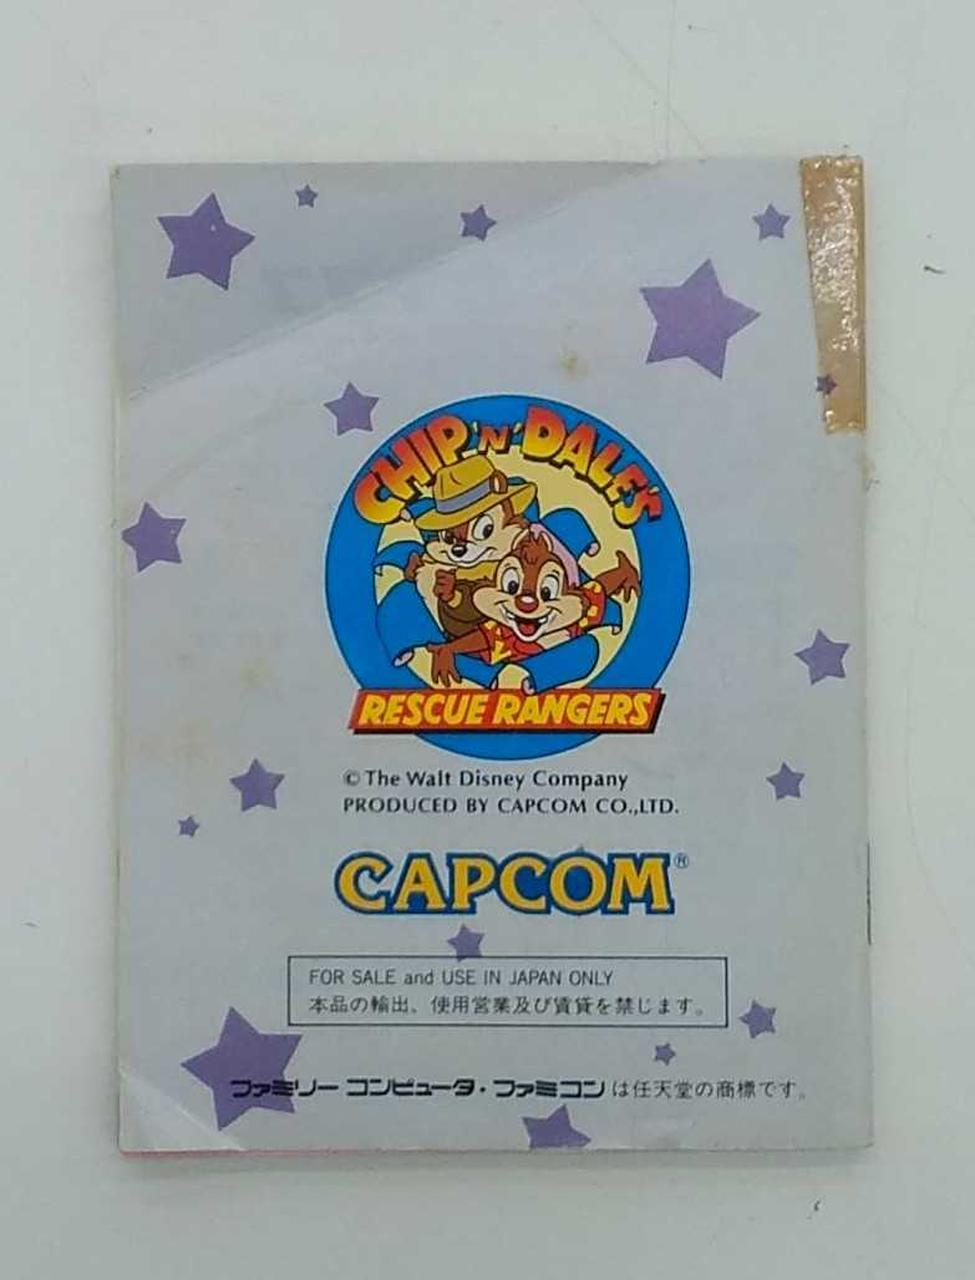 CHIP 'N' DALE'S
RESCUE RANGERS
© The Walt Disney Company
PRODUCED BY CAPCOM CO.,LTD.
CAPCOM®
FOR SALE and USE IN JAPAN ONLY
本品の輸出、使用営業及び賃貸を禁じます。
ファミリー コンピュータ・ファミコン は任天堂の商標です。